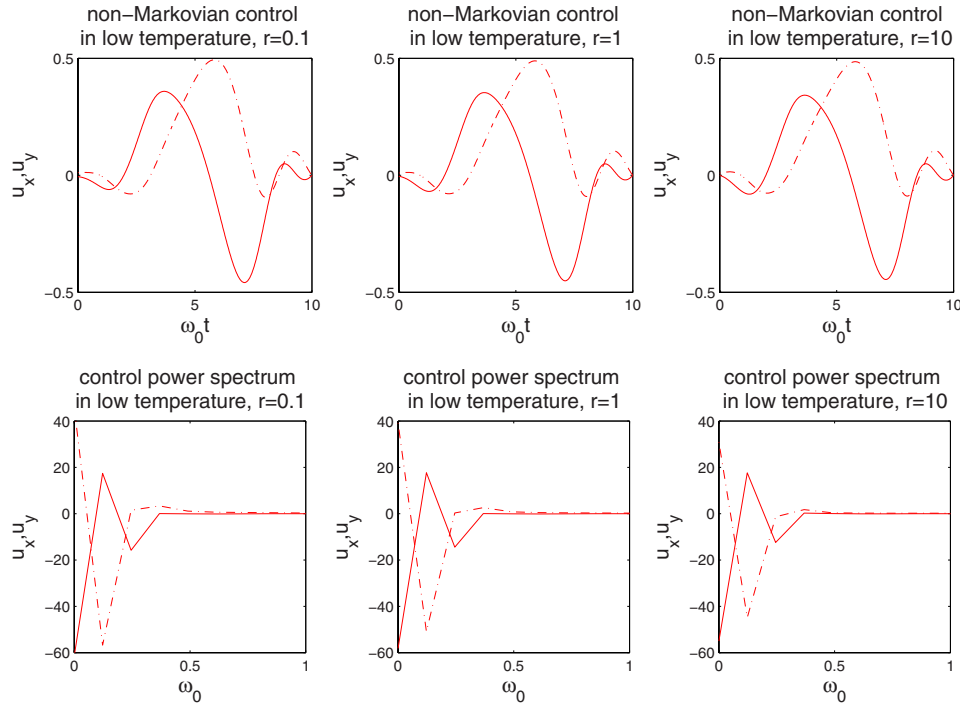 non−Markovian control
in low temperature, r=0.1
0.5
0
−0.5
0
5
10
u_x,u_y
ω_0t
non−Markovian control
in low temperature, r=1
0.5
0
−0.5
0
5
10
u_x,u_y
ω_0t
non−Markovian control
in low temperature, r=10
0.5
0
−0.5
0
5
10
u_x,u_y
ω_0t
control power spectrum
in low temperature, r=0.1
40
20
0
−20
−40
−60
0
0.5
1
u_x,u_y
ω_0
control power spectrum
in low temperature, r=1
40
20
0
−20
−40
60
0
0.5
1
u_x,u_y
ω_0
control power spectrum
in low temperature, r=10
40
20
0
−20
−40
60
0
0.5
1
u_x,u_y
ω_0